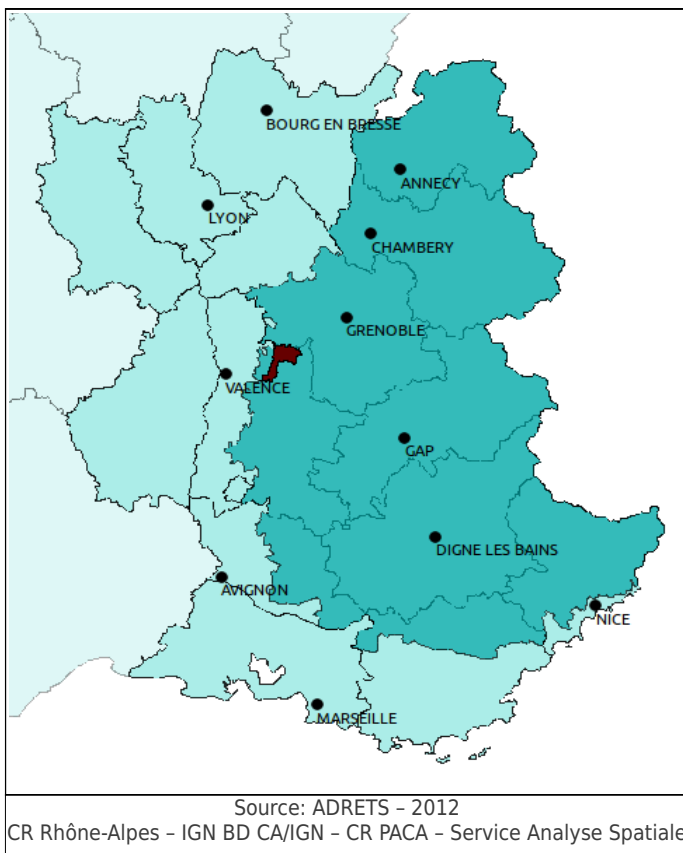 BOURG EN BRESSE
ANNECY
LYON
CHAMBERY
GRENOBLE
VALENCE
GAP
DIGNE LES BAINS
AVIGNON
NICE
MARSEILLE
Source: ADRETS – 2012
CR Rhône-Alpes – IGN BD CA/IGN – CR PACA – Service Analyse Spatiale